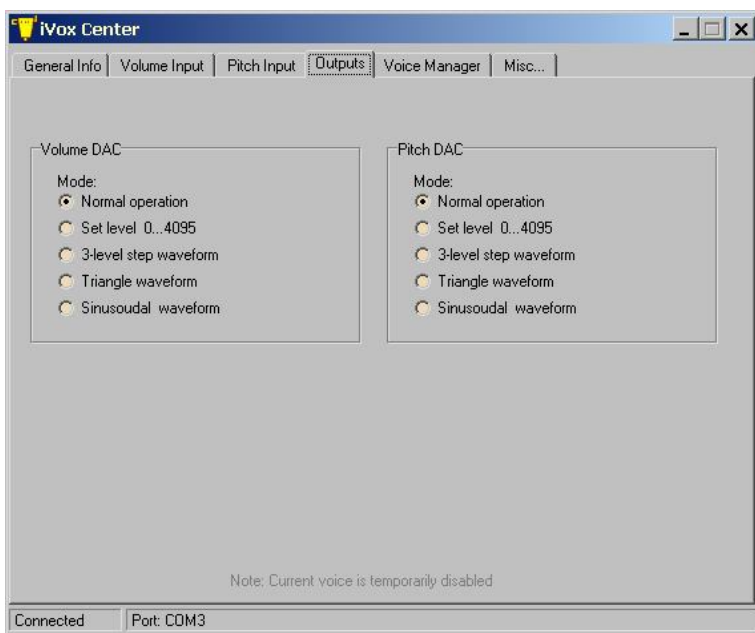 iVox Center
General Info Volume Input Pitch Input Outputs Voice Manager Misc...
Volume DAC
Mode:
Normal operation
Set level 0...4095
3-level step waveform
Triangle waveform
Sinusoudal waveform
Pitch DAC
Mode:
Normal operation
Set level 0...4095
3-level step waveform
Triangle waveform
Sinusoudal waveform
Note: Current voice is temporarily disabled
Connected Port: COM3